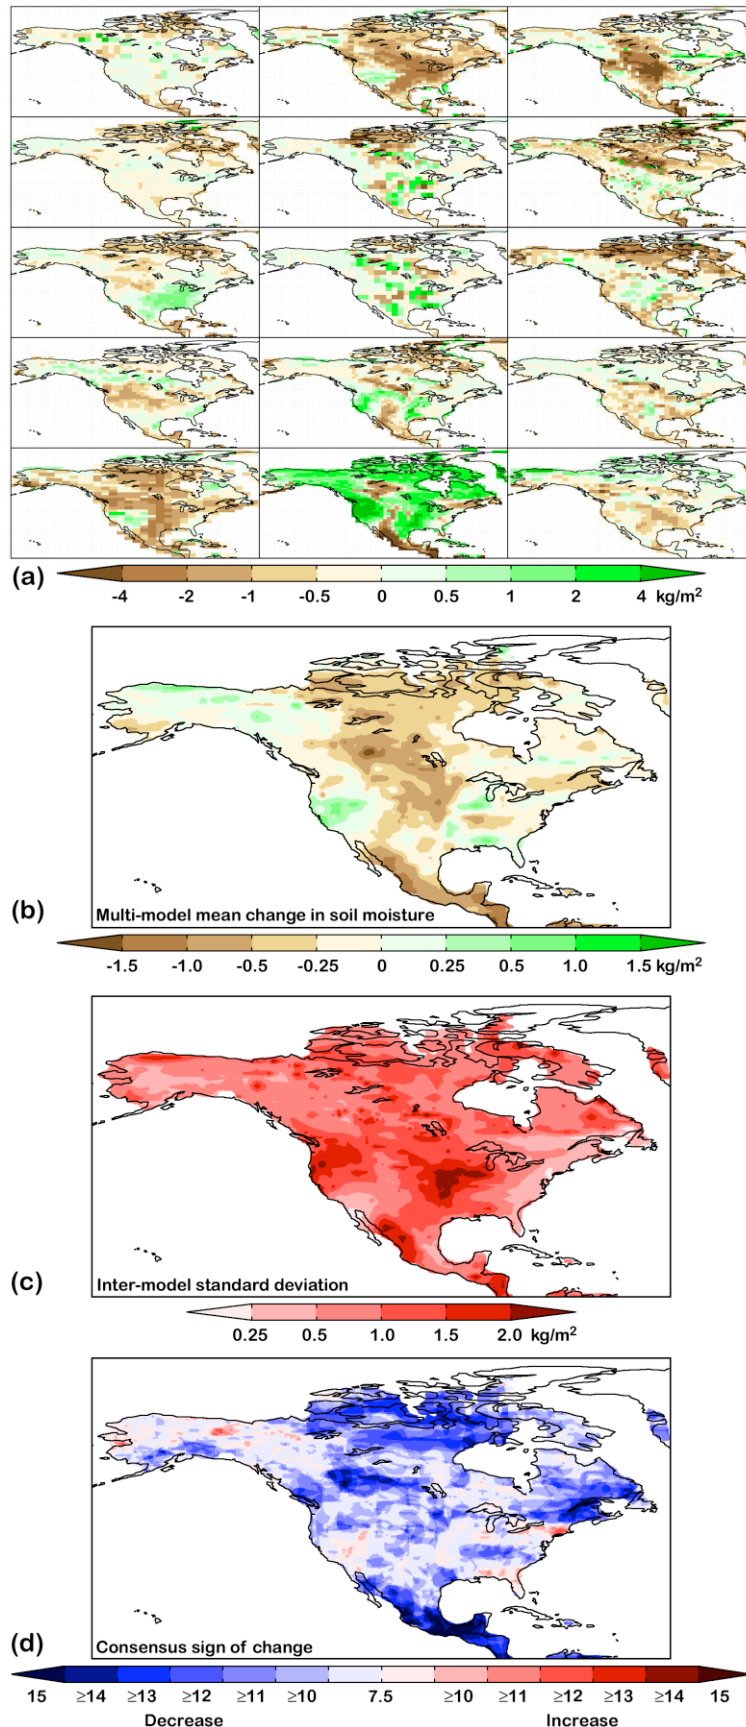 (a)
-4 -2 -1 -0.5 0 0.5 1 2 4 kg/m²
(b)
Multi-model mean change in soil moisture
-1.5 -1.0 -0.5 -0.25 0 0.25 0.5 1.0 1.5 kg/m²
(c)
Inter-model standard deviation
0.25 0.5 1.0 1.5 2.0 kg/m²
(d)
Consensus sign of change
15 ≥14 ≥13 ≥12 ≥11 ≥10 7.5 ≥10 ≥11 ≥12 ≥13 ≥14 15
Decrease Increase